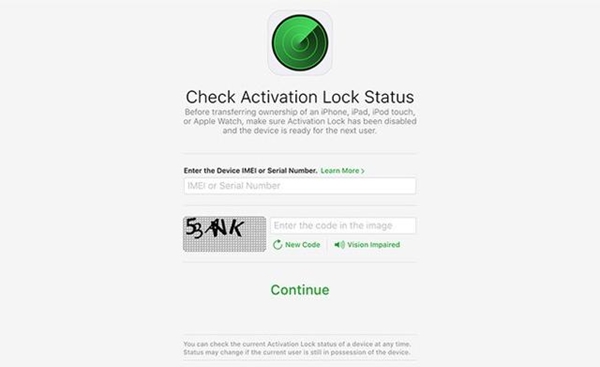 Check Activation Lock Status
Before transferring ownership of an iPhone, iPad, iPod touch,
or Apple Watch, make sure Activation Lock has been disabled
and the device is ready for the next user.
Enter the Device IMEI or Serial Number. Learn More >
IMEI or Serial Number
Enter the code in the image
New Code
Vision Impaired
Continue
You can check the current Activation Lock status of a device at any time.
Status may change if the current user is still in possession of the device.